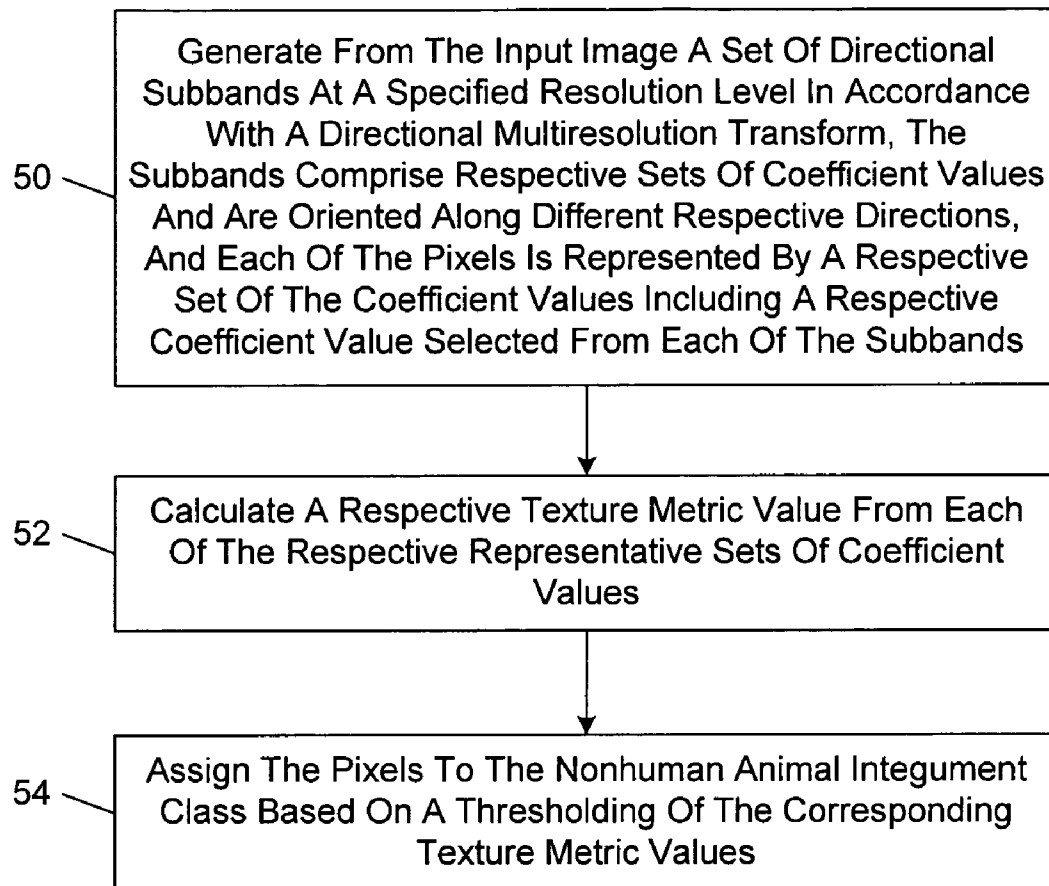 Generate From The Input Image A Set Of Directional
Subbands At A Specified Resolution Level In Accordance
With A Directional Multiresolution Transform, The
50
Subbands Comprise Respective Sets Of Coefficient Values
And Are Oriented Along Different Respective Directions,
And Each Of The Pixels Is Represented By A Respective
Set Of The Coefficient Values Including A Respective
Coefficient Value Selected From Each Of The Subbands
52
Calculate A Respective Texture Metric Value From Each
Of The Respective Representative Sets Of Coefficient
Values
54
Assign The Pixels To The Nonhuman Animal Integument
Class Based On A Thresholding Of The Corresponding
Texture Metric Values